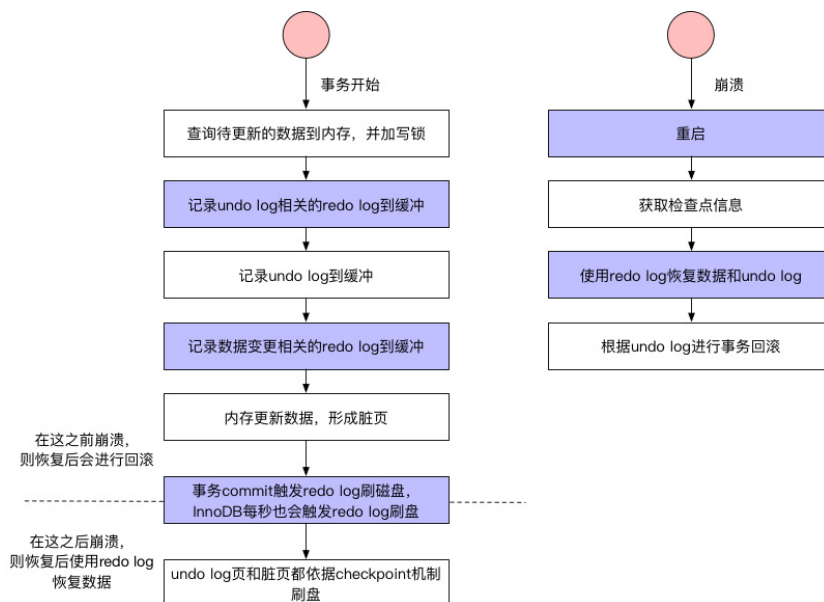 事务开始
查询待更新的数据到内存，并加写锁
记录undo log相关的redo log到缓冲
记录undo log到缓冲
记录数据变更相关的redo log到缓冲
内存更新数据，形成脏页
在这之前崩溃，
则恢复后会进行回滚
事务commit触发redo log刷磁盘，
InnoDB每秒也会触发redo log刷盘
在这之后崩溃，
则恢复后使用redo log
恢复数据
undo log页和脏页都依据checkpoint机制
刷盘
崩溃
重启
获取检查点信息
使用redo log恢复数据和undo log
根据undo log进行事务回滚